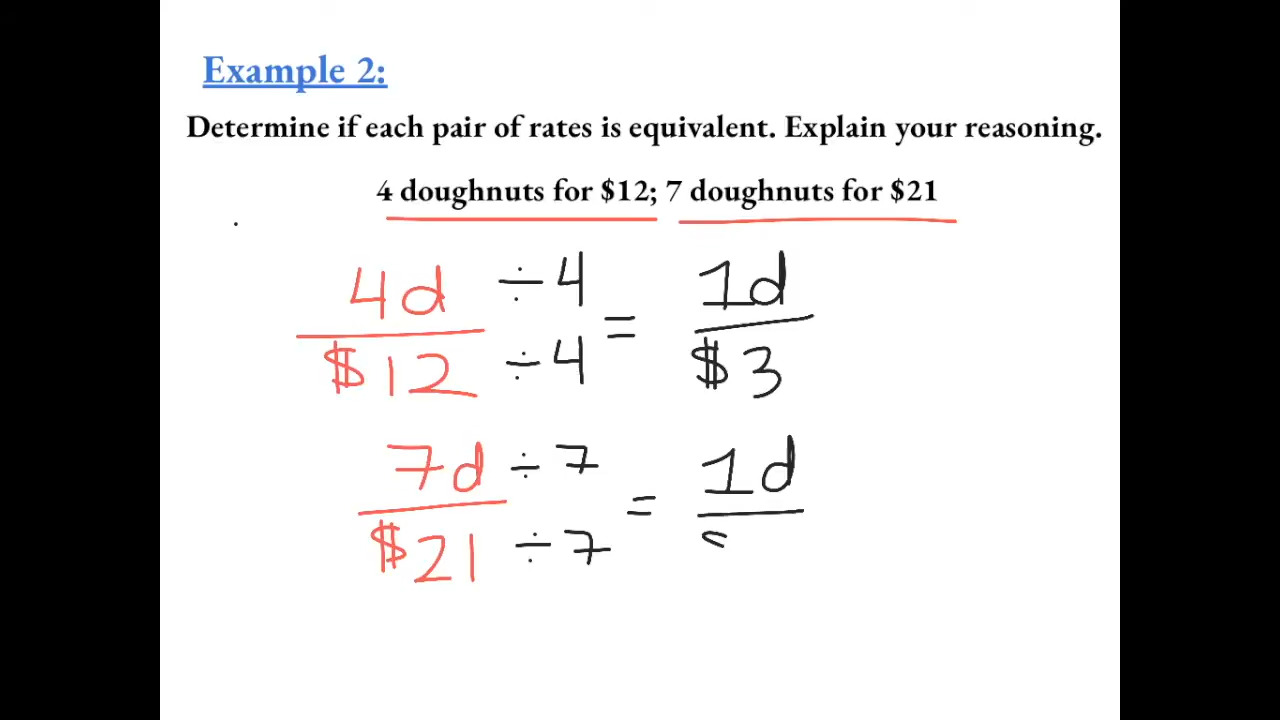 Example 2:
Determine if each pair of rates is equivalent. Explain your reasoning.
4 doughnuts for $12; 7 doughnuts for $21
4d ÷4 1d
=
$12 ÷4 $3
7d ÷7 1d
=
$21 ÷7